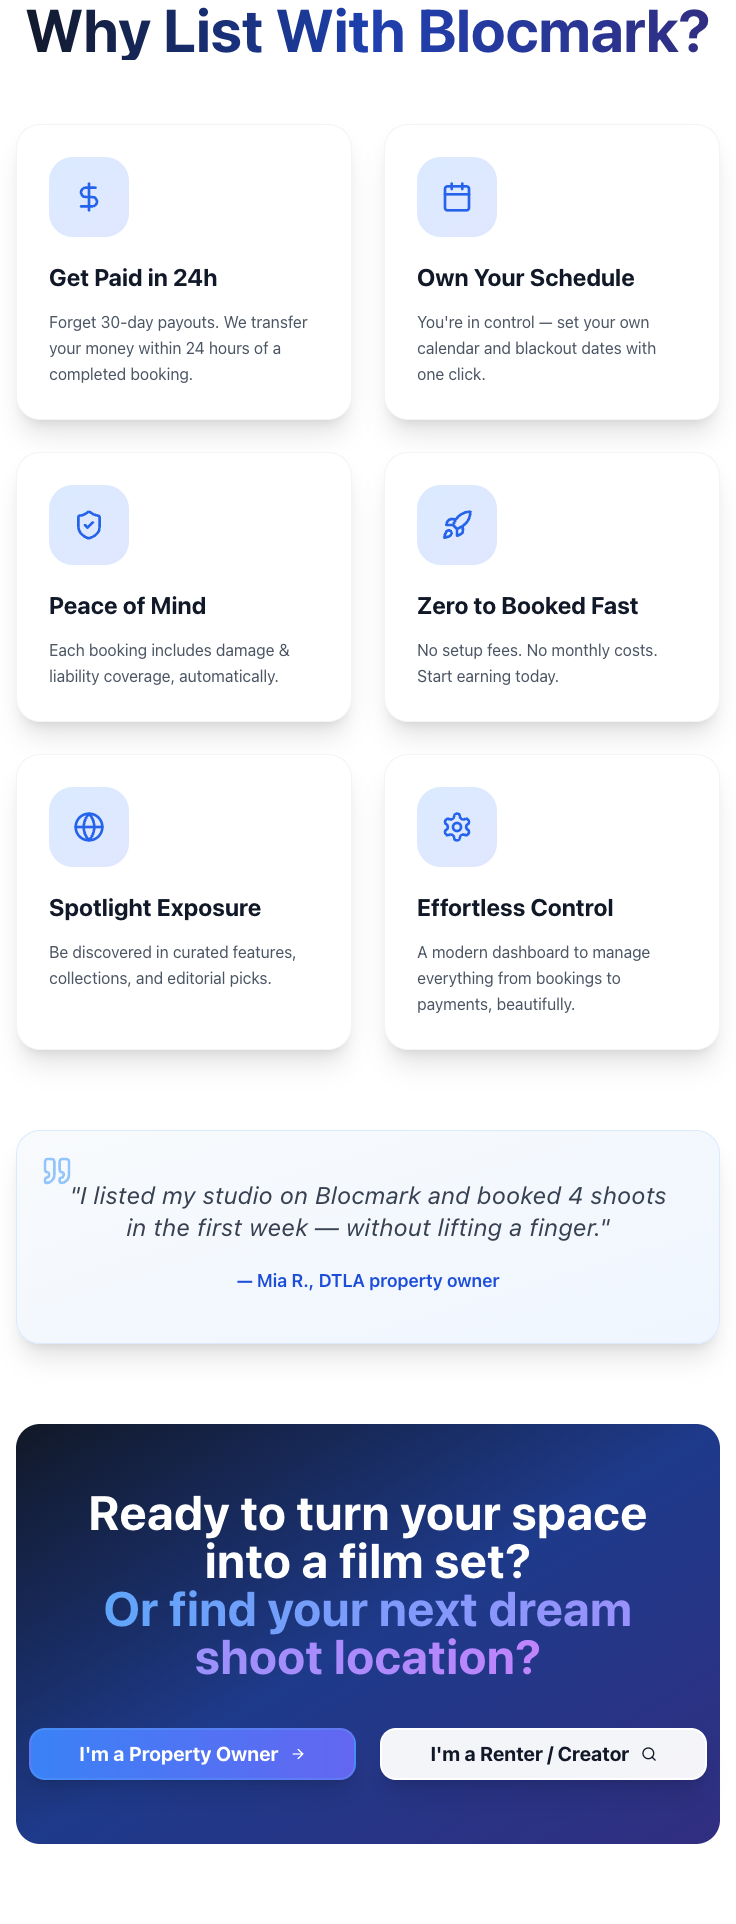 Why List With Blocmark?
Get Paid in 24h
Forget 30-day payouts. We transfer
your money within 24 hours of a
completed booking.
Own Your Schedule
You're in control — set your own
calendar and blackout dates with
one click.
Peace of Mind
Each booking includes damage &
liability coverage, automatically.
Zero to Booked Fast
No setup fees. No monthly costs.
Start earning today.
Spotlight Exposure
Be discovered in curated features,
collections, and editorial picks.
Effortless Control
A modern dashboard to manage
everything from bookings to
payments, beautifully.
"I listed my studio on Blocmark and booked 4 shoots
in the first week — without lifting a finger."
— Mia R., DTLA property owner
Ready to turn your space
into a film set?
Or find your next dream
shoot location?
I'm a Property Owner
I'm a Renter / Creator